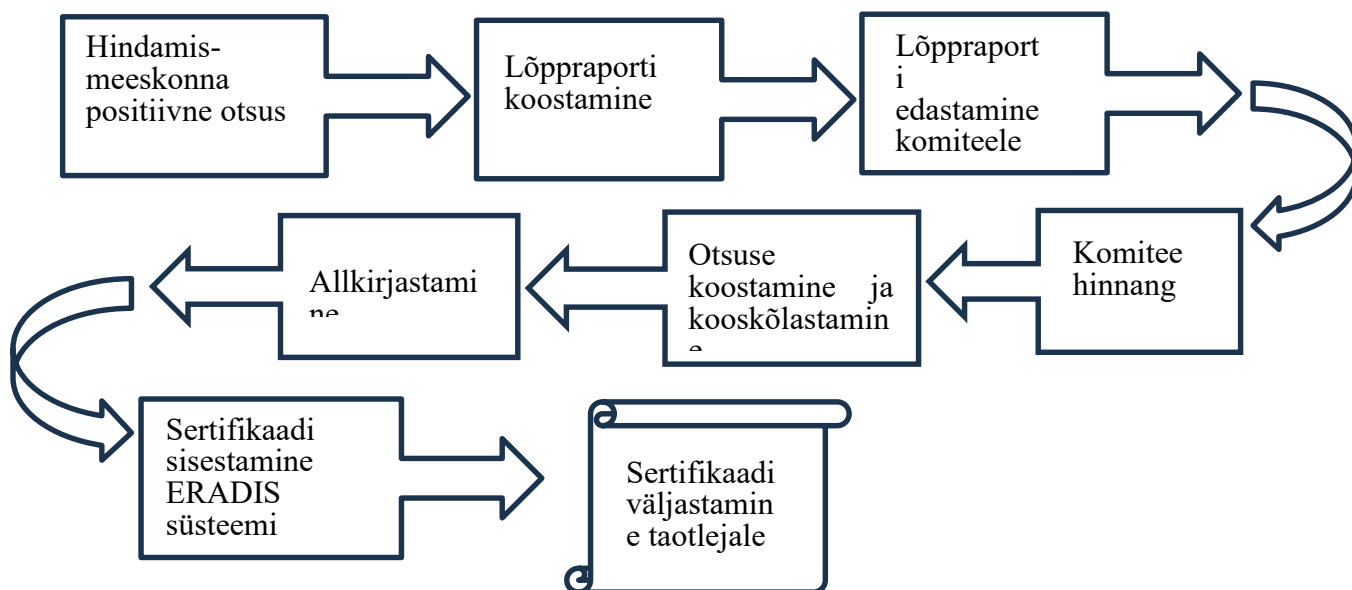 Hindamis-
meeskonna
positiivne otsus
Lõppraporti
koostamine
Lõppraport
i
edastamine
komiteele
Komitee
hinnang
Otsuse
koostamine ja
kooskõlastamin
e
Allkirjastami
ne
Sertifikaadi
sisestamine
ERADIS
süsteemi
Sertifikaadi
väljastamin
e taotlejale